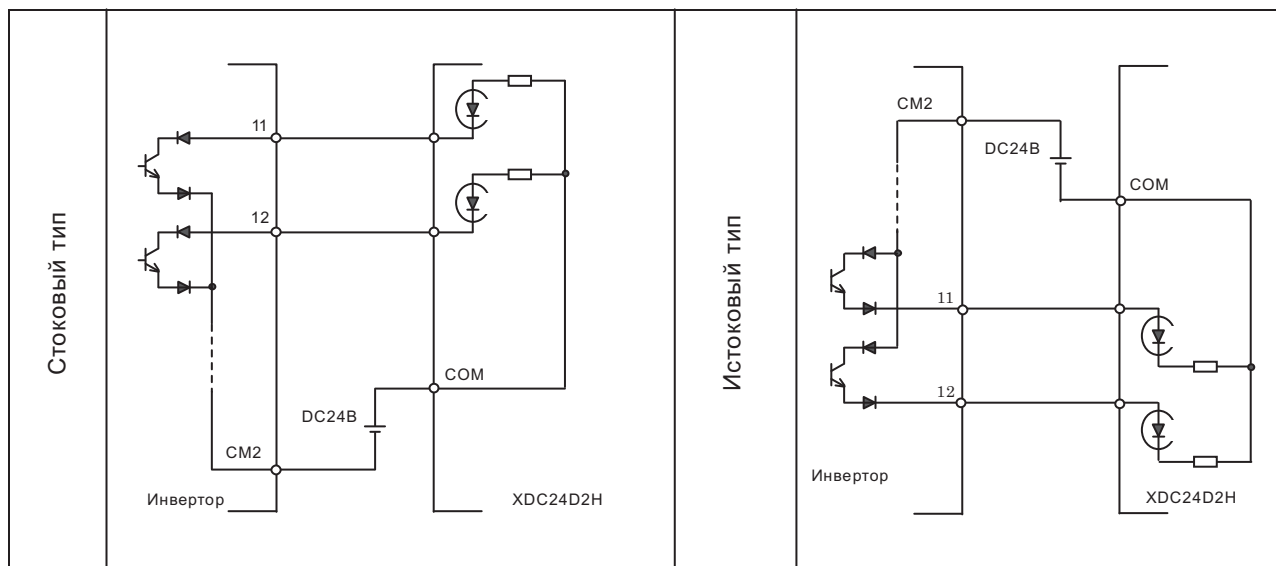 Стоковый тип
11
12
COM
DC24В
CM2
Инвертор
XDC24D2H
Истоковый тип
CM2
DC24В
COM
11
12
Инвертор
XDC24D2H